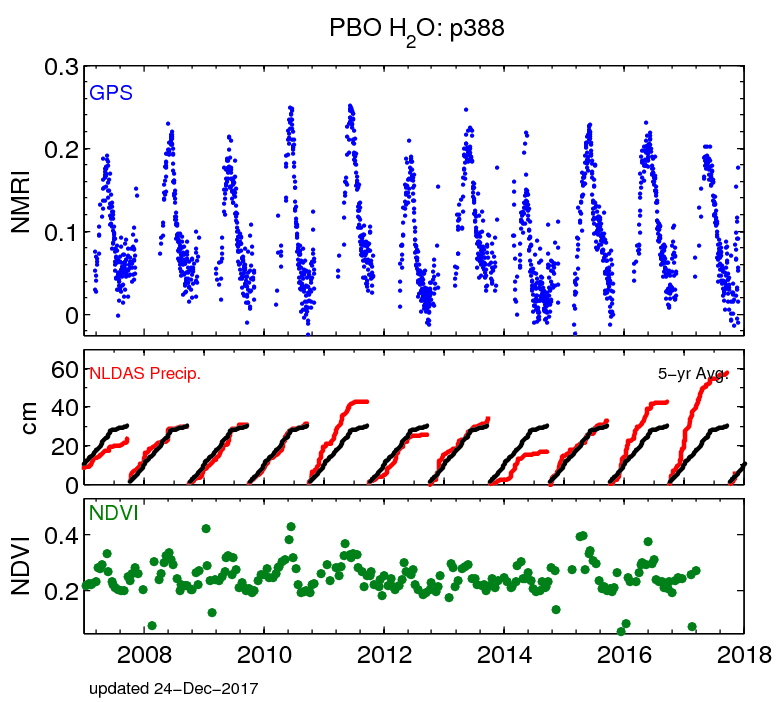 PBO H2O: p388
0.3
GPS
0.2
NMRI
0.1
0
60
NLDAS Precip.
5−yr Avg.
40
cm
20
0
NDVI
0.4
NDVI
0.2
2008 2010 2012 2014 2016 2018
updated 24−Dec−2017